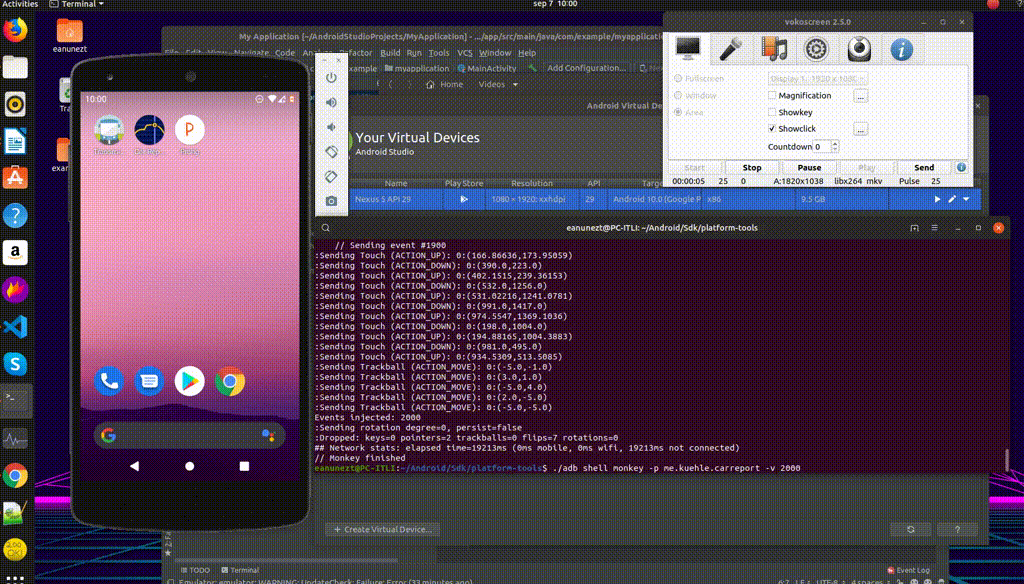 Activities
Terminal
sep 7 10:00
eanunezt
My Application [~/AndroidStudioProjects/MyApplication] - .../app/src/main/java/com/example/myapplication
Build Run Tools VCS Window Help
example
myapplication
MainActivity
Add Configuration...
Home
Videos
Android Virtual De
Your Virtual Devices
Android Studio
Name
Play Store
Resolution
API
Target
Nexus 5 API 29
1080 × 1920: xxhdpi
29
Android 10.0 (Google P
x86
9.5 GB
10:00
vokoscreen 2.5.0
Fullscreen
Window
Area
Display 1: 1920 x 1080
Magnification
...
Showkey
Showclick
...
Countdown 0
Start
Stop
Pause
Play
Send
00:00:05
25
0
A:1820x1038
libx264
mkv
Pulse
25
eanunezt@PC-ITLI: ~/Android/Sdk/platform-tools
// Sending event #1900
:Sending Touch (ACTION_UP): 0:(166.86636,173.95059)
:Sending Touch (ACTION_DOWN): 0:(390.0,223.0)
:Sending Touch (ACTION_UP): 0:(402.1515,239.36153)
:Sending Touch (ACTION_DOWN): 0:(532.0,1256.0)
:Sending Touch (ACTION_UP): 0:(531.02216,1241.0781)
:Sending Touch (ACTION_DOWN): 0:(991.0,1417.0)
:Sending Touch (ACTION_UP): 0:(974.5547,1369.1036)
:Sending Touch (ACTION_DOWN): 0:(198.0,1004.0)
:Sending Touch (ACTION_UP): 0:(194.88165,1004.3883)
:Sending Touch (ACTION_DOWN): 0:(981.0,495.0)
:Sending Touch (ACTION_UP): 0:(934.5309,513.5085)
:Sending Trackball (ACTION_MOVE): 0:(-5.0,-1.0)
:Sending Trackball (ACTION_MOVE): 0:(3.0,1.0)
:Sending Trackball (ACTION_MOVE): 0:(-5.0,4.0)
:Sending Trackball (ACTION_MOVE): 0:(2.0,-5.0)
:Sending Trackball (ACTION_MOVE): 0:(-5.0,-5.0)
Events injected: 2000
:Sending rotation degree=0, persist=false
:Dropped: keys=0 pointers=2 trackballs=0 flips=7 rotations=0
## Network stats: elapsed time=19213ms (0ms mobile, 0ms wifi, 19213ms not connected)
// Monkey finished
eanunezt@PC-ITLI:~/Android/Sdk/platform-tools$ ./adb shell monkey -p me.kuehle.carreport -v 2000
+ Create Virtual Device...
?
TODO
Terminal
Event Log
Emulator: emulator: WARNING: UpdateCheck: Failure: Error (33 minutes ago)
6:7 LF UTF-8 4 spaces